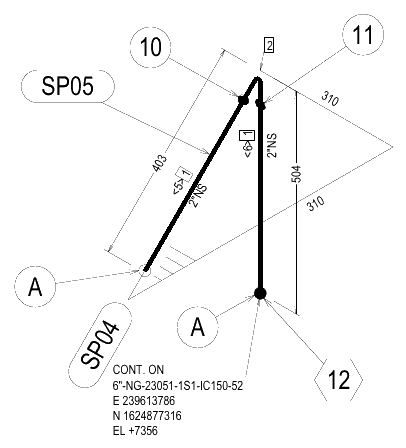 2
10
11
SP05
310
403
<5> 1
2"NS
<6> 1
2"NS
504
310
A
A
SP04
12
CONT. ON
6"-NG-23051-1S1-IC150-52
E 239613786
N 1624877316
EL +7356